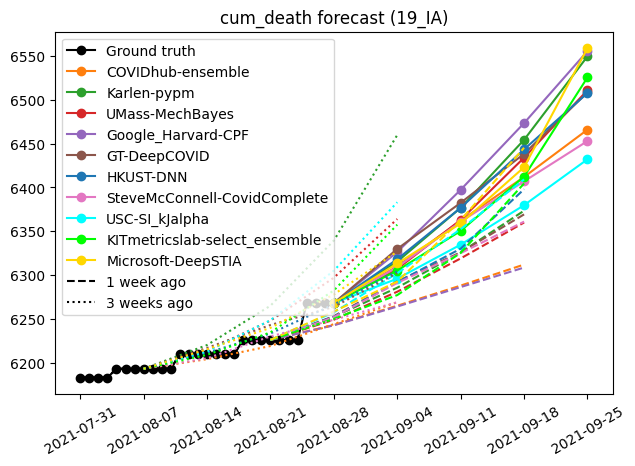 cum_death forecast (19_IA)
Ground truth
COVIDhub-ensemble
Karlen-pypm
UMass-MechBayes
Google_Harvard-CPF
GT-DeepCOVID
HKUST-DNN
SteveMcConnell-CovidComplete
USC-SI_kJalpha
KITmetricslab-select_ensemble
Microsoft-DeepSTIA
1 week ago
3 weeks ago
6550
6500
6450
6400
6350
6300
6250
6200
2021-07-31
2021-08-07
2021-08-14
2021-08-21
2021-08-28
2021-09-04
2021-09-11
2021-09-18
2021-09-25